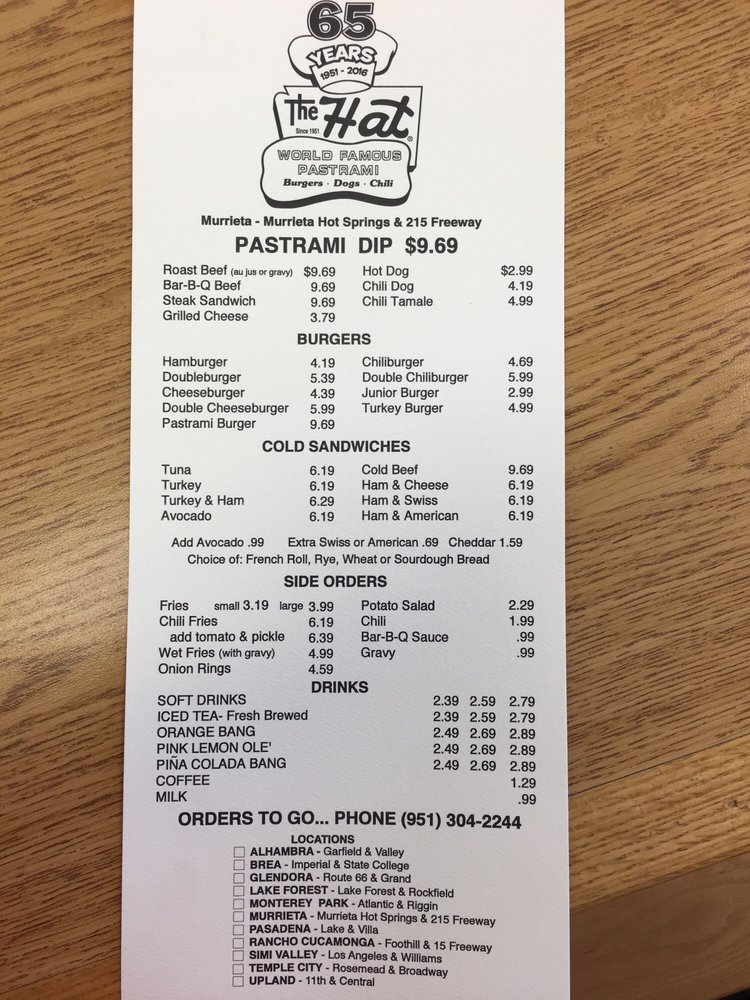 65
YEARS
1951 - 2016
The Hat®
Since 1951
WORLD FAMOUS
PASTRAMI
Burgers · Dogs · Chili
Murrieta - Murrieta Hot Springs & 215 Freeway
PASTRAMI DIP $9.69
Roast Beef (au jus or gravy) $9.69 Hot Dog $2.99
Bar-B-Q Beef 9.69 Chili Dog 4.19
Steak Sandwich 9.69 Chili Tamale 4.99
Grilled Cheese 3.79
BURGERS
Hamburger 4.19 Chiliburger 4.69
Doubleburger 5.39 Double Chiliburger 5.99
Cheeseburger 4.39 Junior Burger 2.99
Double Cheeseburger 5.99 Turkey Burger 4.99
Pastrami Burger 9.69
COLD SANDWICHES
Tuna 6.19 Cold Beef 9.69
Turkey 6.19 Ham & Cheese 6.19
Turkey & Ham 6.29 Ham & Swiss 6.19
Avocado 6.19 Ham & American 6.19
Add Avocado .99 Extra Swiss or American .69 Cheddar 1.59
Choice of: French Roll, Rye, Wheat or Sourdough Bread
SIDE ORDERS
Fries small 3.19 large 3.99 Potato Salad 2.29
Chili Fries 6.19 Chili 1.99
add tomato & pickle 6.39 Bar-B-Q Sauce .99
Wet Fries (with gravy) 4.99 Gravy .99
Onion Rings 4.59
DRINKS
SOFT DRINKS 2.39 2.59 2.79
ICED TEA- Fresh Brewed 2.39 2.59 2.79
ORANGE BANG 2.49 2.69 2.89
PINK LEMON OLE' 2.49 2.69 2.89
PIÑA COLADA BANG 2.49 2.69 2.89
COFFEE 1.29
MILK .99
ORDERS TO GO... PHONE (951) 304-2244
LOCATIONS
ALHAMBRA - Garfield & Valley
BREA - Imperial & State College
GLENDORA - Route 66 & Grand
LAKE FOREST - Lake Forest & Rockfield
MONTEREY PARK - Atlantic & Riggin
MURRIETA - Murrieta Hot Springs & 215 Freeway
PASADENA - Lake & Villa
RANCHO CUCAMONGA - Foothill & 15 Freeway
SIMI VALLEY - Los Angeles & Williams
TEMPLE CITY - Rosemead & Broadway
UPLAND - 11th & Central